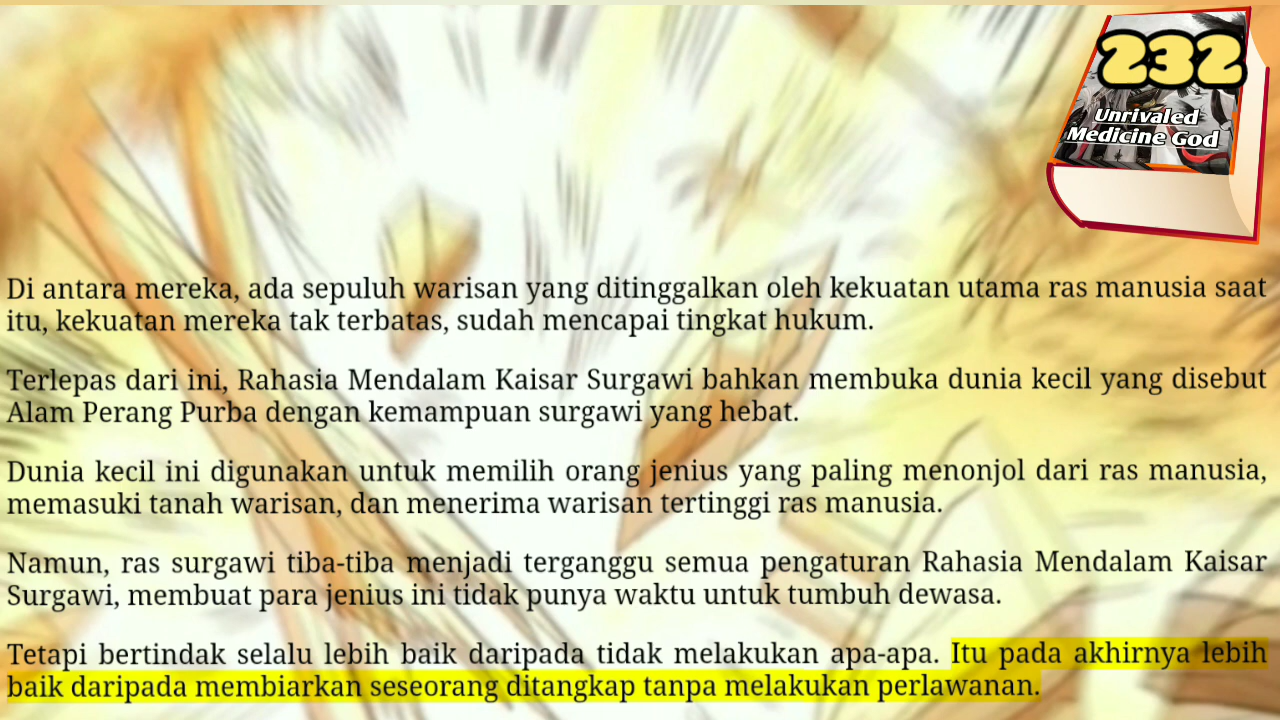 232
Unrivaled
Medicine God
Di antara mereka, ada sepuluh warisan yang ditinggalkan oleh kekuatan utama ras manusia saat
itu, kekuatan mereka tak terbatas, sudah mencapai tingkat hukum.
Terlepas dari ini, Rahasia Mendalam Kaisar Surgawi bahkan membuka dunia kecil yang disebut
Alam Perang Purba dengan kemampuan surgawi yang hebat.
Dunia kecil ini digunakan untuk memilih orang jenius yang paling menonjol dari ras manusia,
memasuki tanah warisan, dan menerima warisan tertinggi ras manusia.
Namun, ras surgawi tiba-tiba menjadi terganggu semua pengaturan Rahasia Mendalam Kaisar
Surgawi, membuat para jenius ini tidak punya waktu untuk tumbuh dewasa.
Tetapi bertindak selalu lebih baik daripada tidak melakukan apa-apa. Itu pada akhirnya lebih
baik daripada membiarkan seseorang ditangkap tanpa melakukan perlawanan.